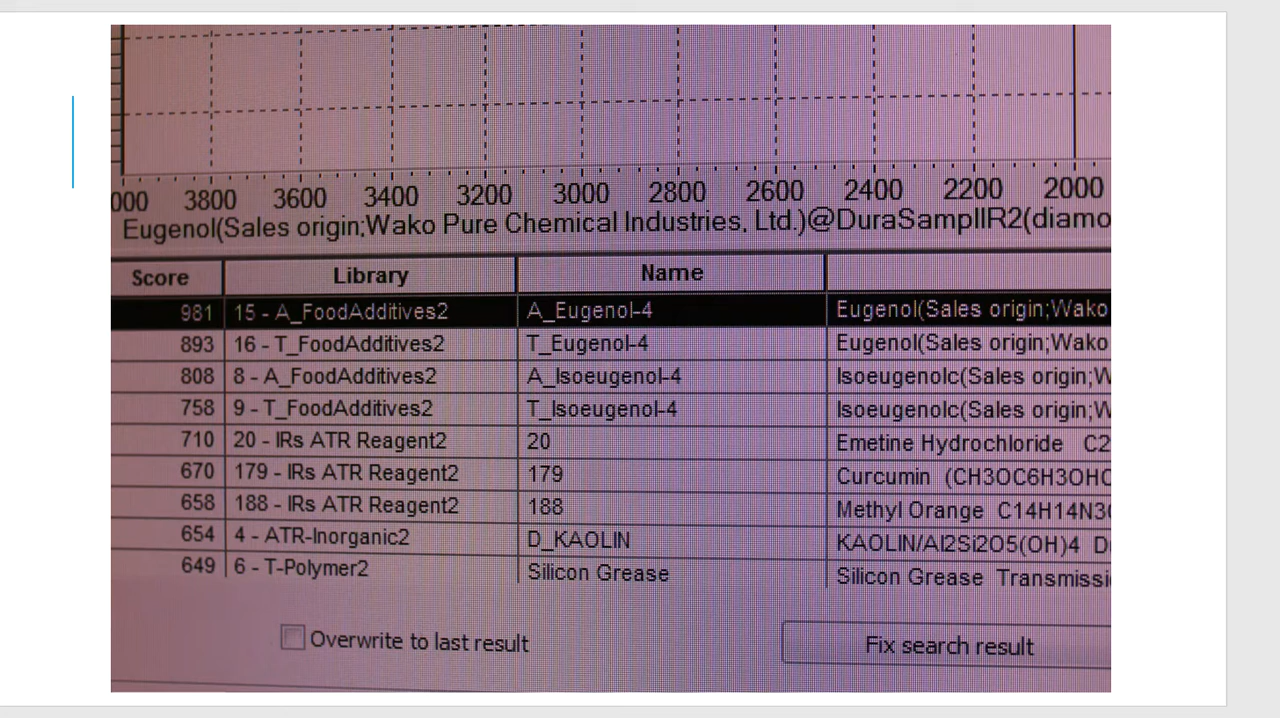 000 3800 3600 3400 3200 3000 2800 2600 2400 2200 2000
Eugenol(Sales origin;Wako Pure Chemical Industries, Ltd.)@DuraSamplIR2(diamo
Score Library Name
981 15 - A_FoodAdditives2 A_Eugenol-4 Eugenol(Sales origin;Wako
893 16 - T_FoodAdditives2 T_Eugenol-4 Eugenol(Sales origin;Wako
808 8 - A_FoodAdditives2 A_Isoeugenol-4 Isoeugenolc(Sales origin;W
758 9 - T_FoodAdditives2 T_Isoeugenol-4 Isoeugenolc(Sales origin;W
710 20 - IRs ATR Reagent2 20 Emetine Hydrochloride C2
670 179 - IRs ATR Reagent2 179 Curcumin (CH3OC6H3OHC
658 188 - IRs ATR Reagent2 188 Methyl Orange C14H14N3
654 4 - ATR-Inorganic2 D_KAOLIN KAOLIN/Al2Si2O5(OH)4 D
649 6 - T-Polymer2 Silicon Grease Silicon Grease Transmissi
Overwrite to last result Fix search result